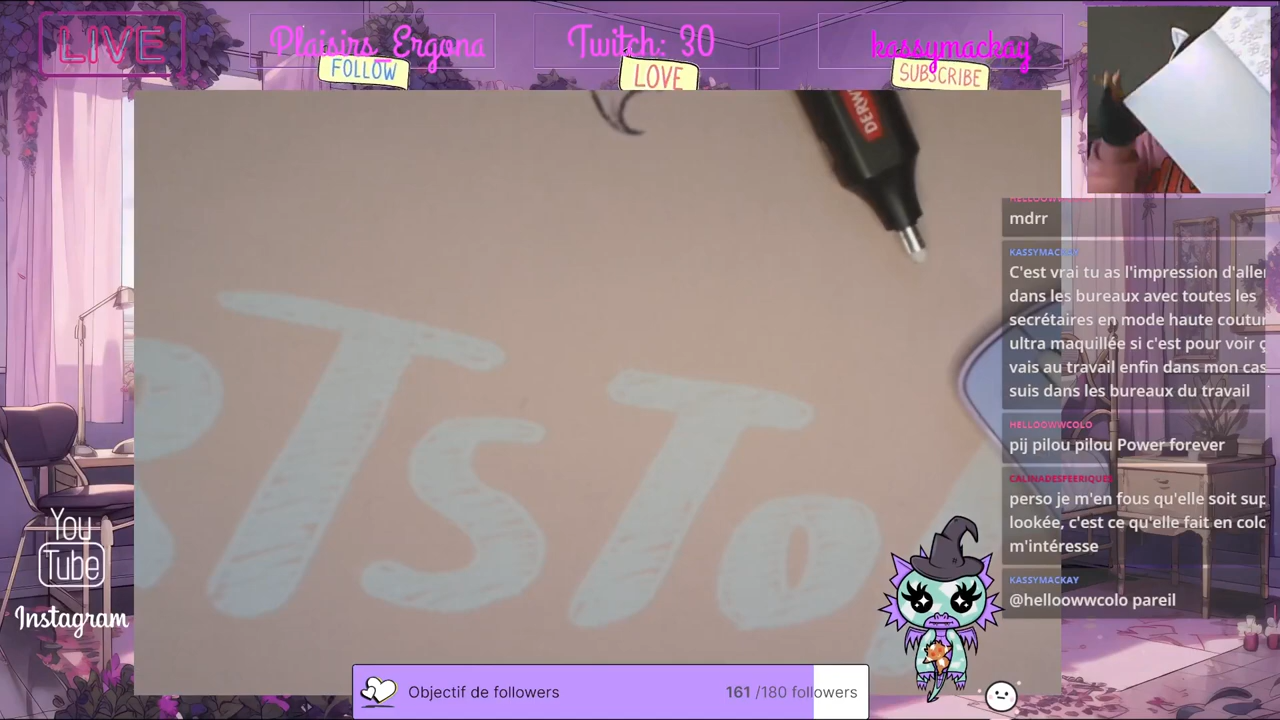 LIVE
Plaisirs_Ergona
Twitch: 30
kassymackay
FOLLOW
LOVE
SUBSCRIBE
DERW
mdrr
KASSYMACKAY
C'est vrai tu as l'impression d'aller
dans les bureaux avec toutes les
secrétaires en mode haute coutur
ultra maquillée si c'est pour voir ç
vais au travail enfin dans mon cas
suis dans les bureaux du travail
HELLOOWWCOLO
pij pilou pilou Power forever
CALINADESFEERIQUES
perso je m'en fous qu'elle soit sup
lookée, c'est ce qu'elle fait en colo
m'intéresse
KASSYMACKAY
@helloowwcolo pareil
RTsTo
You
Tube
Instagram
Objectif de followers
161 /180 followers